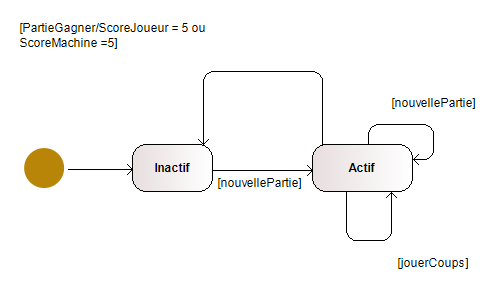 [PartieGagner/ScoreJoueur = 5 ou
ScoreMachine =5]
[nouvellePartie]
Inactif
Actif
[nouvellePartie]
[jouerCoups]